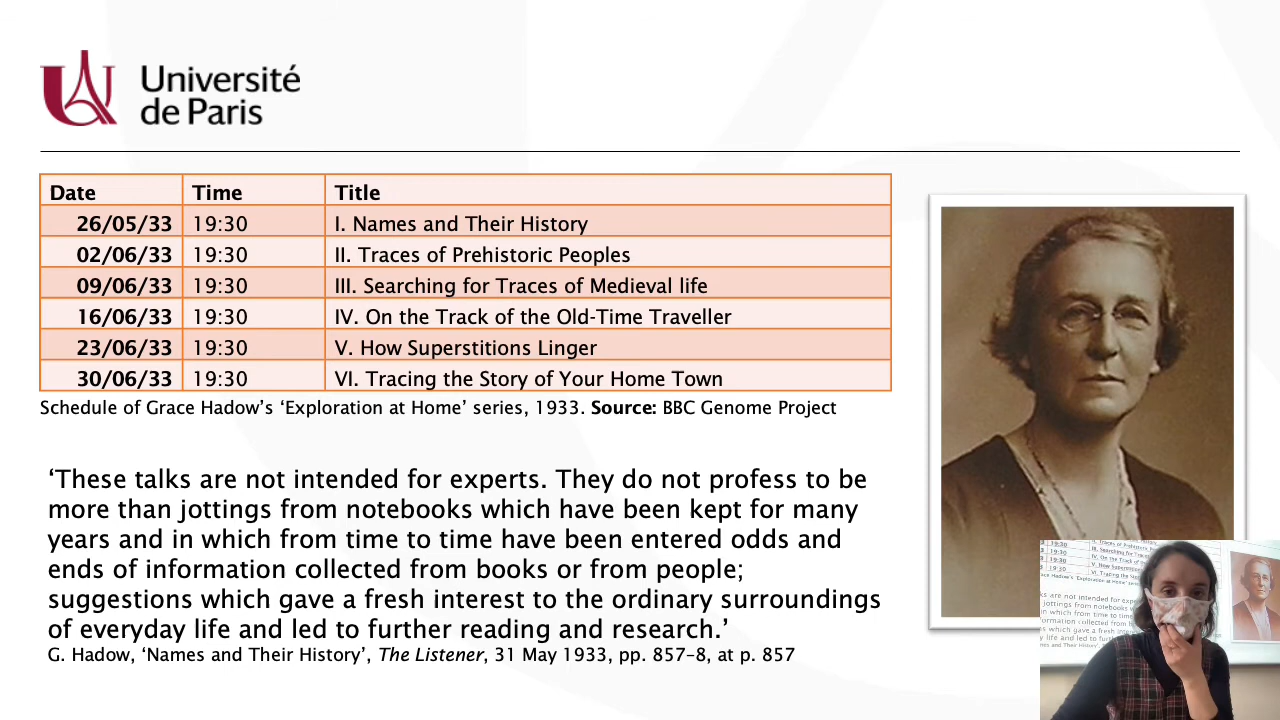 Université
de Paris
Date Time Title
26/05/33 19:30 I. Names and Their History
02/06/33 19:30 II. Traces of Prehistoric Peoples
09/06/33 19:30 III. Searching for Traces of Medieval life
16/06/33 19:30 IV. On the Track of the Old-Time Traveller
23/06/33 19:30 V. How Superstitions Linger
30/06/33 19:30 VI. Tracing the Story of Your Home Town
Schedule of Grace Hadow’s ‘Exploration at Home’ series, 1933. Source: BBC Genome Project
‘These talks are not intended for experts. They do not profess to be
more than jottings from notebooks which have been kept for many
years and in which from time to time have been entered odds and
ends of information collected from books or from people;
suggestions which gave a fresh interest to the ordinary surroundings
of everyday life and led to further reading and research.’
G. Hadow, ‘Names and Their History’, The Listener, 31 May 1933, pp. 857–8, at p. 857